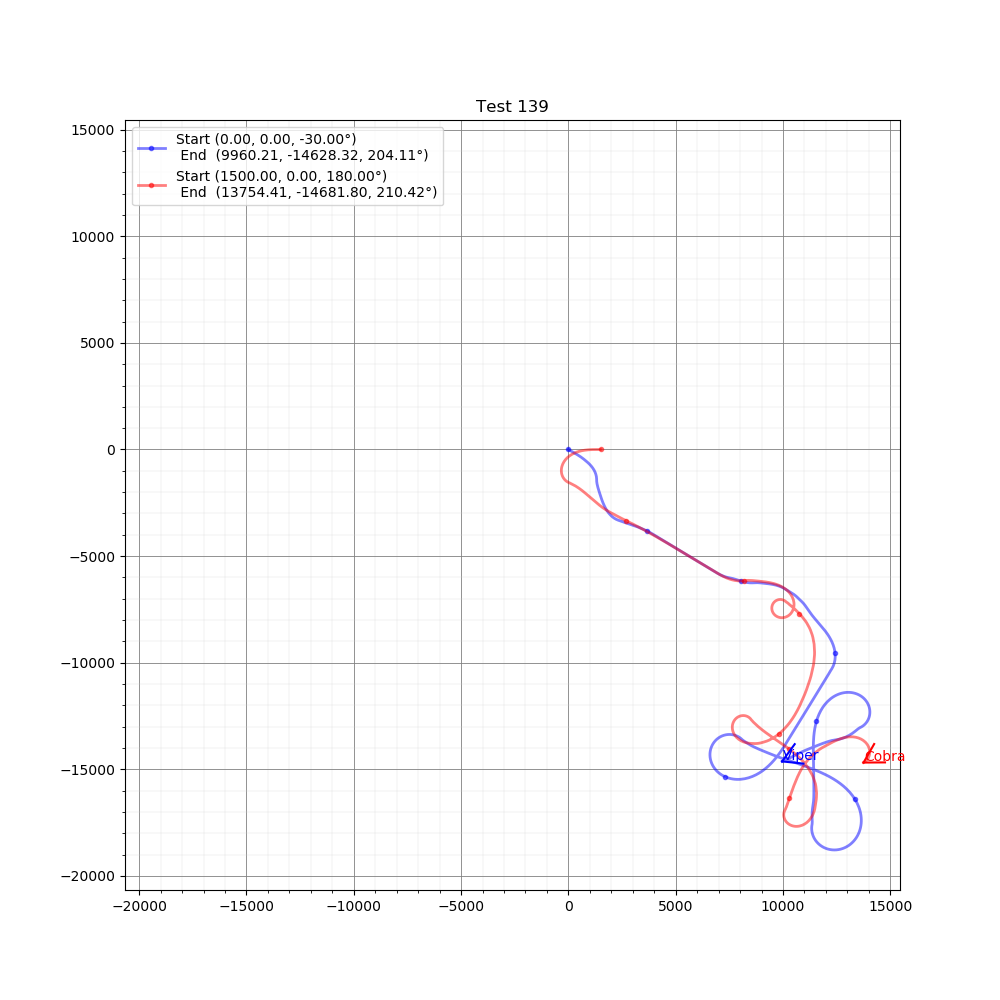 Test 139
Start (0.00, 0.00, -30.00°)
End (9960.21, -14628.32, 204.11°)
Start (1500.00, 0.00, 180.00°)
End (13754.41, -14681.80, 210.42°)
15000
10000
5000
0
−5000
−10000
−15000
−20000
Viper
Cobra
−20000 −15000 −10000 −5000 0 5000 10000 15000